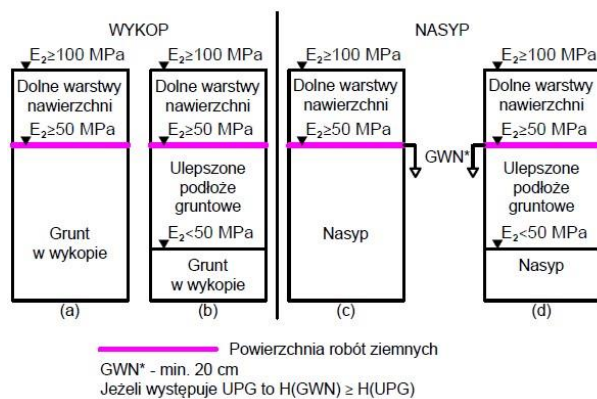 WYKOP
NASYP
E₂≥100 MPa
E₂≥100 MPa
E₂≥100 MPa
E₂≥100 MPa
Dolne warstwy
nawierzchni
Dolne warstwy
nawierzchni
Dolne warstwy
nawierzchni
Dolne warstwy
nawierzchni
E₂≥50 MPa
E₂≥50 MPa
E₂≥50 MPa
E₂≥50 MPa
GWN*
Grunt
w wykopie
Ulepszone
podłoże
gruntowe
Nasyp
Ulepszone
podłoże
gruntowe
E₂<50 MPa
E₂<50 MPa
Grunt
w wykopie
Nasyp
(a)
(b)
(c)
(d)
Powierzchnia robót ziemnych
GWN* - min. 20 cm
Jeżeli występuje UPG to H(GWN) ≥ H(UPG)